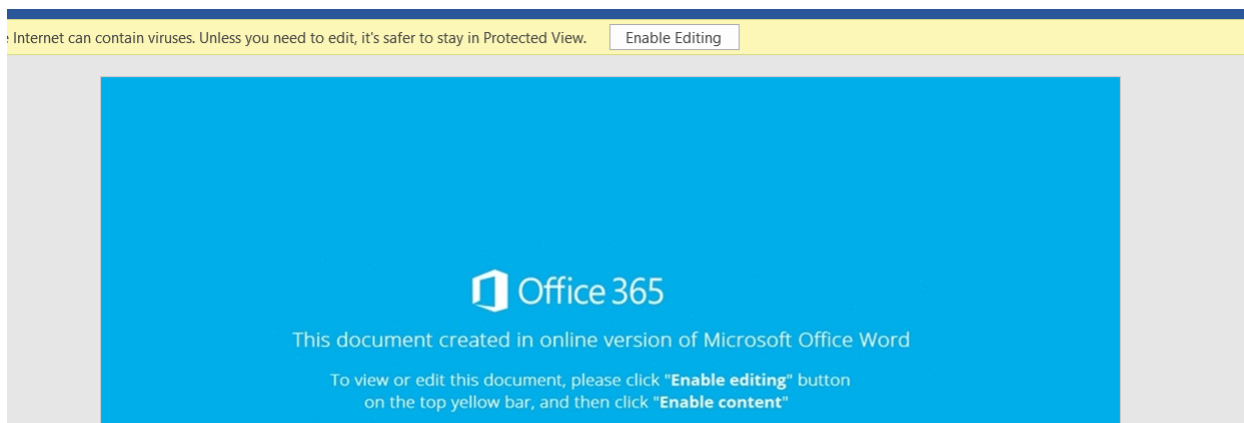 Internet can contain viruses. Unless you need to edit, it's safer to stay in Protected View. Enable Editing
Office 365
This document created in online version of Microsoft Office Word
To view or edit this document, please click "Enable editing" button
on the top yellow bar, and then click "Enable content"